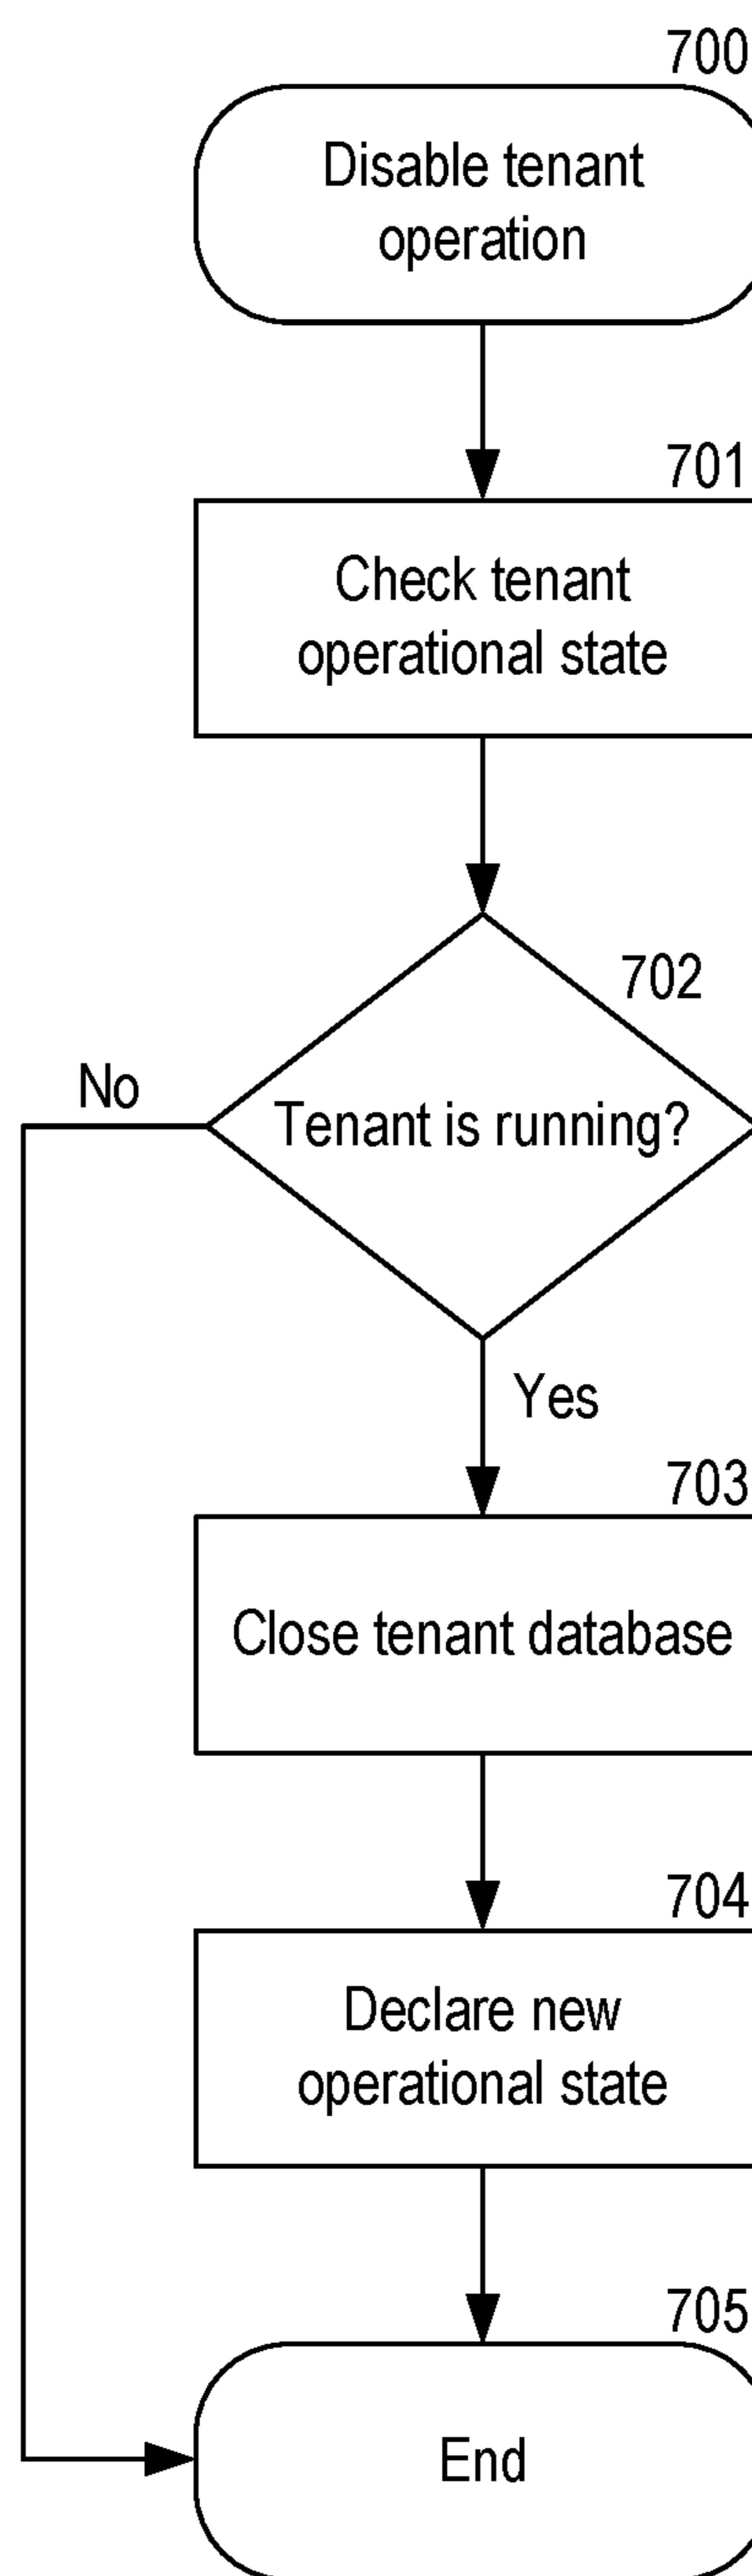 700
Disable tenant
operation
701
Check tenant
operational state
702
No
Tenant is running?
Yes
703
Close tenant database
704
Declare new
operational state
705
End